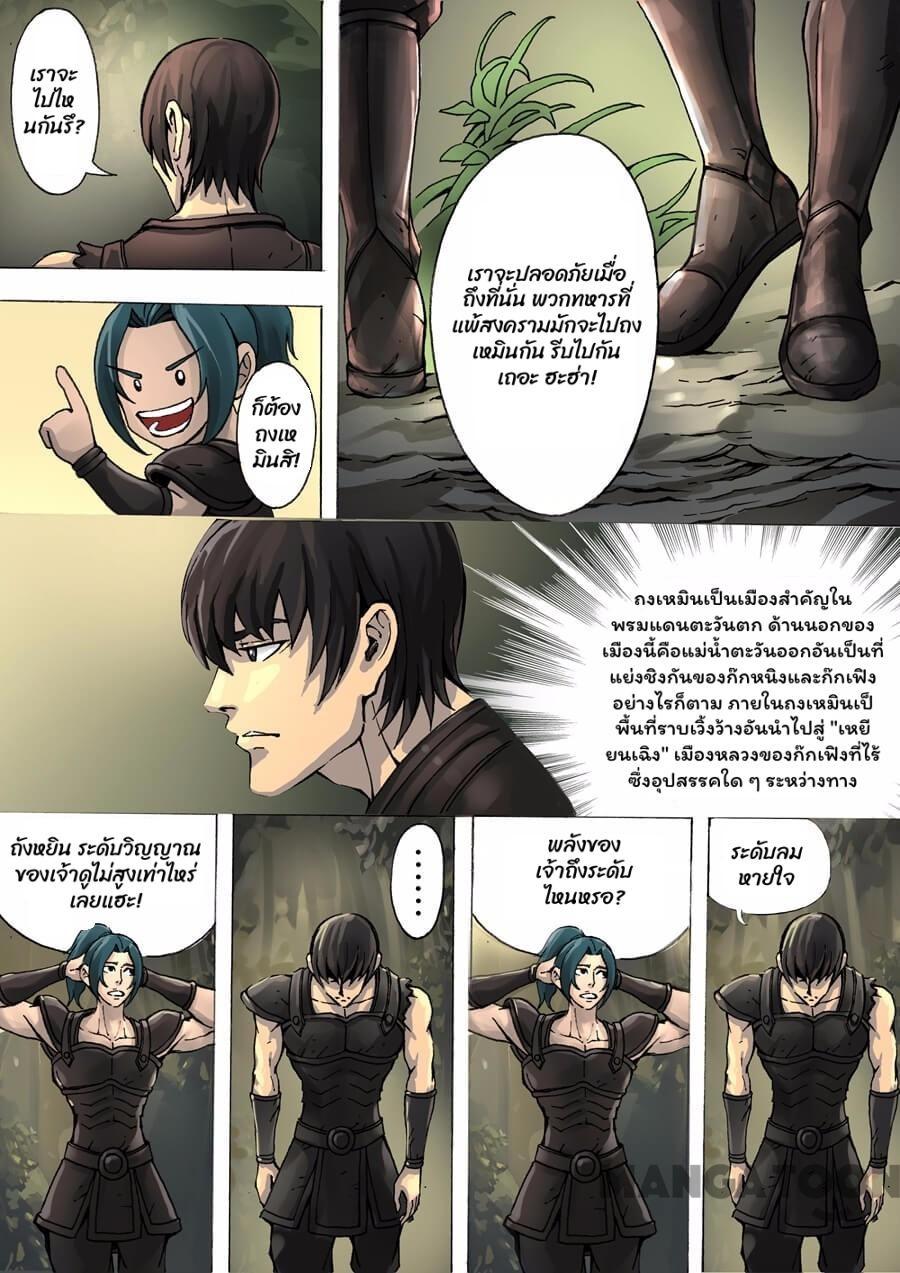 เราจะ
ไปไห
นกันรึ?
ก็ต้อง
ถงเห
มินสิ!
เราจะปลอดภัยเมื่อ
ถึงที่นั่น พวกทหารที่
แพ้สงครามมักจะไปถง
เหมินกัน รีบไปกัน
เถอะ ฮะฮ่า!
ถงเหมินเป็นเมืองสำคัญใน
พรมแดนตะวันตก ด้านนอกของ
เมืองนี้คือแม่น้ำตะวันออกอันเป็นที่
แย่งชิงกันของก๊กหนิงและก๊กเฟิง
อย่างไรก็ตาม ภายในถงเหมินเป็
พื้นที่ราบเวิ้งว้างอันนำไปสู่ "เหยี
ยนเฉิง" เมืองหลวงของก๊กเฟิงที่ไร้
ซึ่งอุปสรรคใด ๆ ระหว่างทาง
ถังหยิน ระดับวิญญาณ
ของเจ้าดูไม่สูงเท่าไหร่
เลยแฮะ!
......
พลังของ
เจ้าถึงระดับ
ไหนหรอ?
ระดับลม
หายใจ
MANGATOON